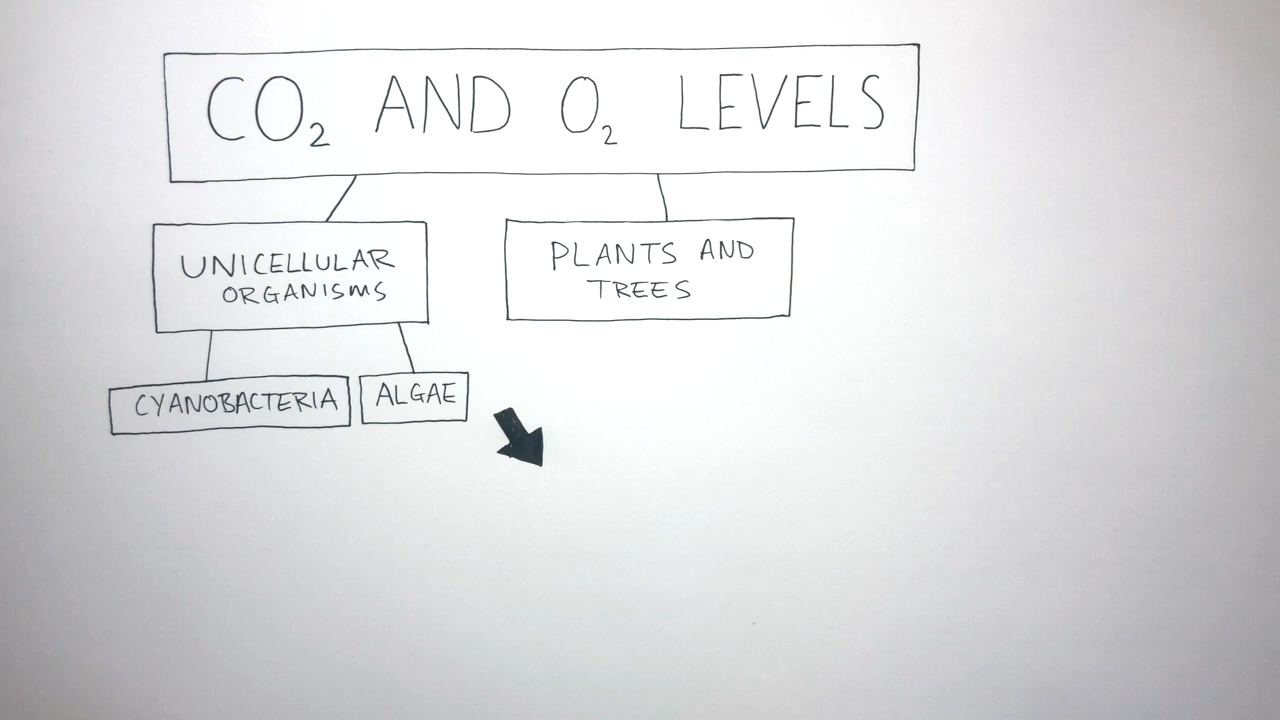 CO₂ AND O₂ LEVELS
UNICELLULAR
ORGANISMS
PLANTS AND
TREES
CYANOBACTERIA
ALGAE